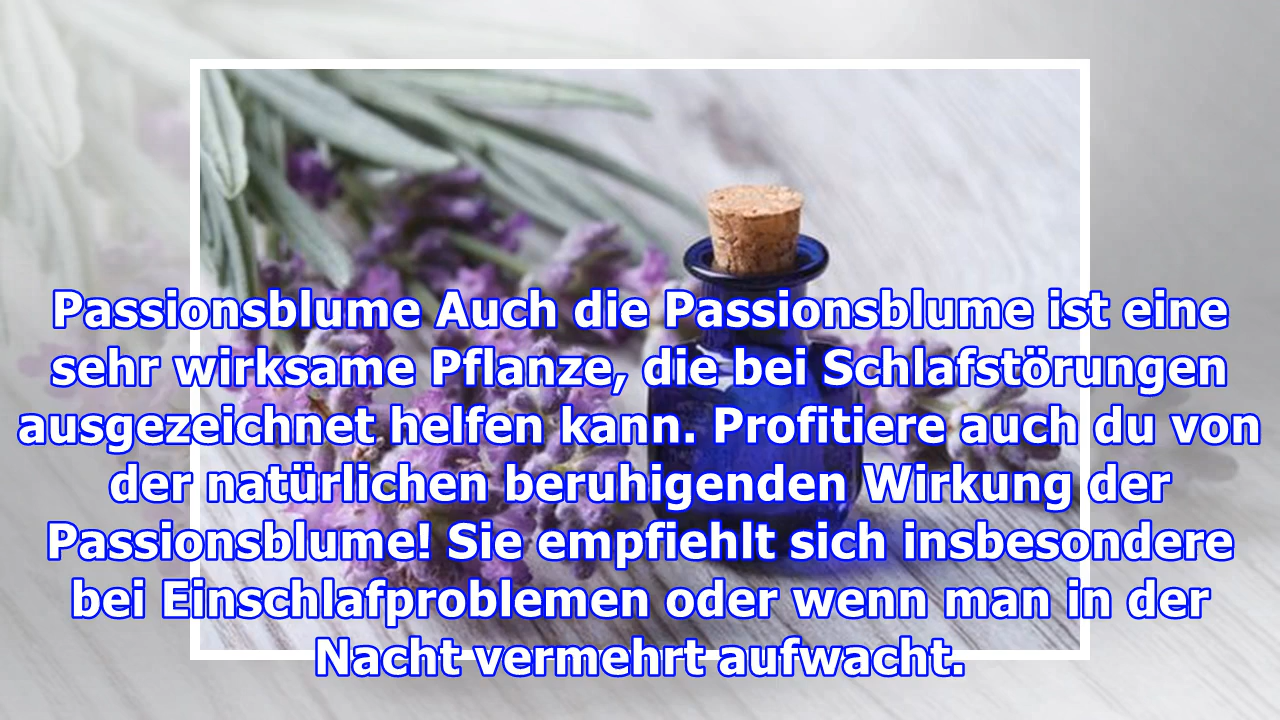 Passionsblume Auch die Passionsblume ist eine
sehr wirksame Pflanze, die bei Schlafstörungen
ausgezeichnet helfen kann. Profitiere auch du von
der natürlichen beruhigenden Wirkung der
Passionsblume! Sie empfiehlt sich insbesondere
bei Einschlafproblemen oder wenn man in der
Nacht vermehrt aufwacht.